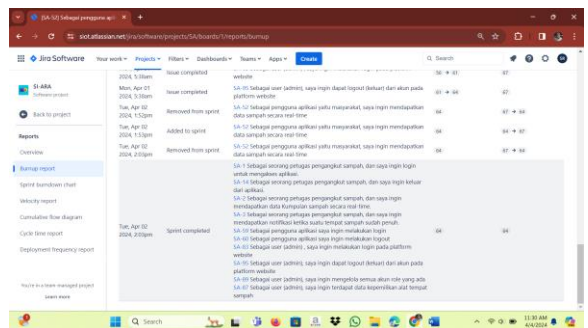 [SA-52] Sebagai pengguna apli
siot.atlassian.net/jira/software/projects/SA/boards/1/reports/burnup
Jira Software
Your work
Projects
Filters
Dashboards
Teams
Apps
Create
Search
SI-ARA
Software project
Back to project
Reports
Overview
Burnup report
Sprint burndown chart
Velocity report
Cumulative flow diagram
Cycle time report
Deployment frequency report
You're in a team-managed project
Learn more
2024, 5:38am
Issue completed
website
61
67
Mon, Apr 01
2024, 5:38am
Issue completed
SA-95 Sebagai user (admin), saya ingin dapat logout (keluar) dari akun pada
platform website
61 → 64
67
Tue, Apr 02
2024, 1:52pm
Removed from sprint
SA-52 Sebagai pengguna aplikasi yaitu masyarakat, saya ingin mendapatkan
data sampah secara real-time
64
67 → 64
Tue, Apr 02
2024, 1:53pm
Added to sprint
SA-52 Sebagai pengguna aplikasi yaitu masyarakat, saya ingin mendapatkan
data sampah secara real-time
64
64 → 67
Tue, Apr 02
2024, 2:03pm
Removed from sprint
SA-52 Sebagai pengguna aplikasi yaitu masyarakat, saya ingin mendapatkan
data sampah secara real-time
64
67 → 64
Tue, Apr 02
2024, 2:03pm
Sprint completed
SA-1 Sebagai seorang petugas pengangkut sampah, dan saya ingin login
untuk mengakses aplikasi.
SA-14 Sebagai seorang petugas pengangkut sampah, dan saya ingin keluar
dari aplikasi.
SA-2 Sebagai seorang petugas pengangkut sampah, dan saya ingin
mendapatkan data Kumpulan sampah secara real-time.
SA-3 Sebagai seorang petugas pengangkut sampah, dan saya ingin
mendapatkan notifikasi ketika suatu tempat sampah sudah penuh.
SA-59 Sebagai pengguna aplikasi saya ingin melakukan login
SA-60 Sebagai pengguna aplikasi saya ingin melakukan logout
SA-83 Sebagai user (admin) , saya ingin melakukan login pada platform
website
SA-95 Sebagai user (admin), saya ingin dapat logout (keluar) dari akun pada
platform website
SA-89 Sebagai user (admin), saya ingin mengelola semua akun role yang ada
SA-87 Sebagai user (admin), saya ingin terdapat data kepemilikan alat tempat
sampah
64
64
Search
11:30 AM
4/4/2024